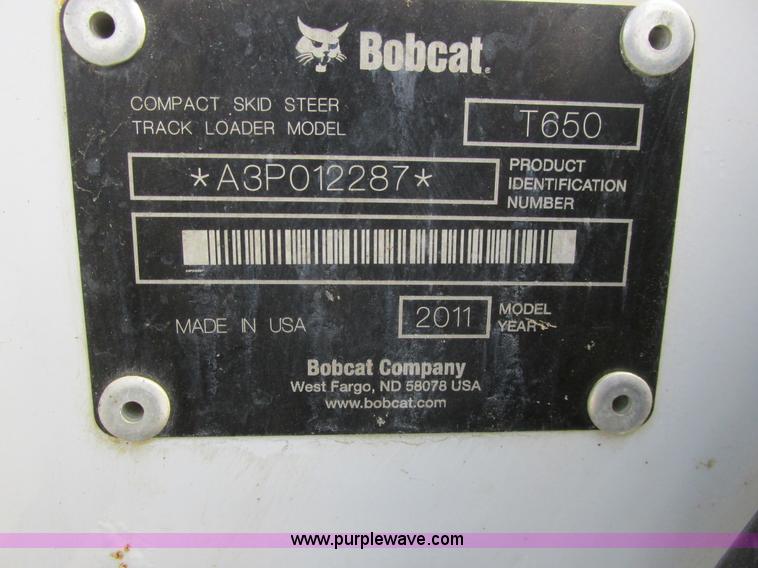 Bobcat®
COMPACT SKID STEER
TRACK LOADER MODEL
T650
*A3P012287*
PRODUCT
IDENTIFICATION
NUMBER
MADE IN USA
2011
MODEL
YEAR
Bobcat Company
West Fargo, ND 58078 USA
www.bobcat.com
www.purplewave.com